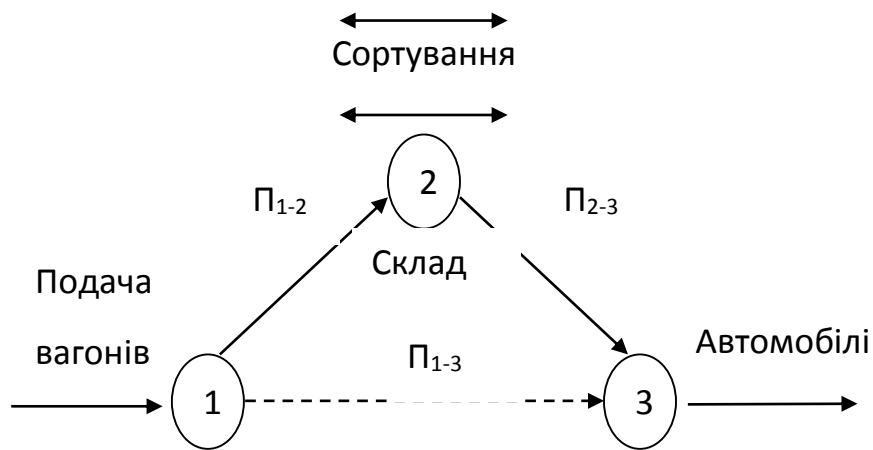 Сортування
2
П1-2
П2-3
Склад
Подача
вагонів
П1-3
Автомобілі
1
3